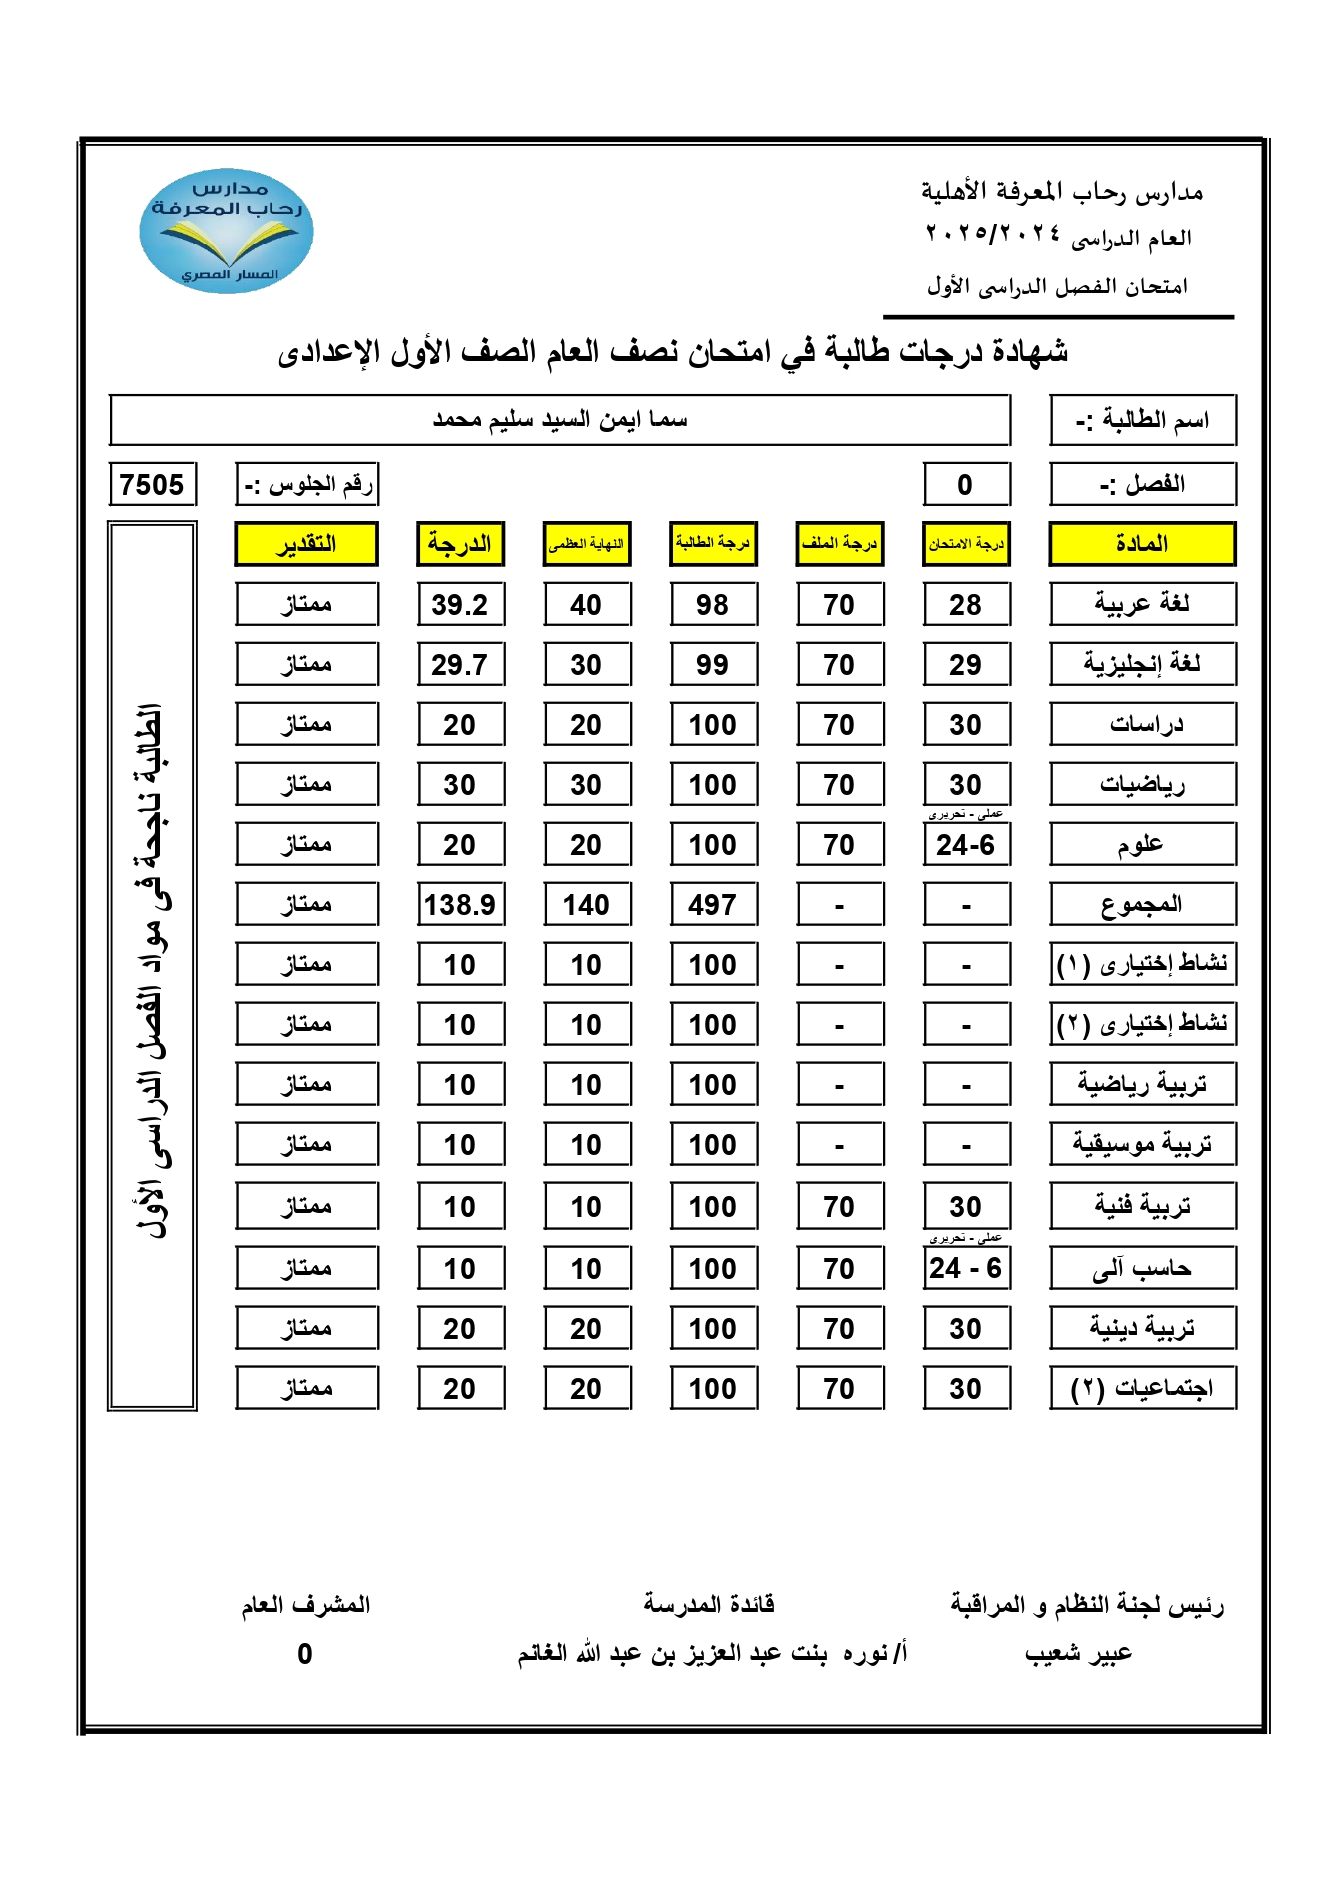 مدارس رحاب المعرفة الأهلية
العام الدراسى ٢٠٢٥/٢٠٢٤
امتحان الفصل الدراسى الأول
مدارس
رحاب المعرفة
المسار المصري
شهادة درجات طالبة في امتحان نصف العام الصف الأول الإعدادى
اسم الطالبة :- سما ايمن السيد سليم محمد
الفصل :- 0 رقم الجلوس :- 7505
المادة درجة الامتحان درجة الملف درجة الطالبة النهاية العظمى الدرجة التقدير
لغة عربية 28 70 98 40 39.2 ممتاز
لغة إنجليزية 29 70 99 30 29.7 ممتاز
دراسات 30 70 100 20 20 ممتاز
رياضيات 30 70 100 30 30 ممتاز
عملى - تحريرى
علوم 24-6 70 100 20 20 ممتاز
المجموع - - 497 140 138.9 ممتاز
نشاط إختيارى (١) - - 100 10 10 ممتاز
نشاط إختيارى (٢) - - 100 10 10 ممتاز
تربية رياضية - - 100 10 10 ممتاز
تربية موسيقية - - 100 10 10 ممتاز
تربية فنية 30 70 100 10 10 ممتاز
عملى - تحريرى
حاسب آلى 24 - 6 70 100 10 10 ممتاز
تربية دينية 30 70 100 20 20 ممتاز
اجتماعيات (٢) 30 70 100 20 20 ممتاز
الطالبة ناجحة فى مواد الفصل الدراسى الأول
رئيس لجنة النظام و المراقبة قائدة المدرسة المشرف العام
عبير شعيب أ/ نوره بنت عبد العزيز بن عبد الله الغانم 0